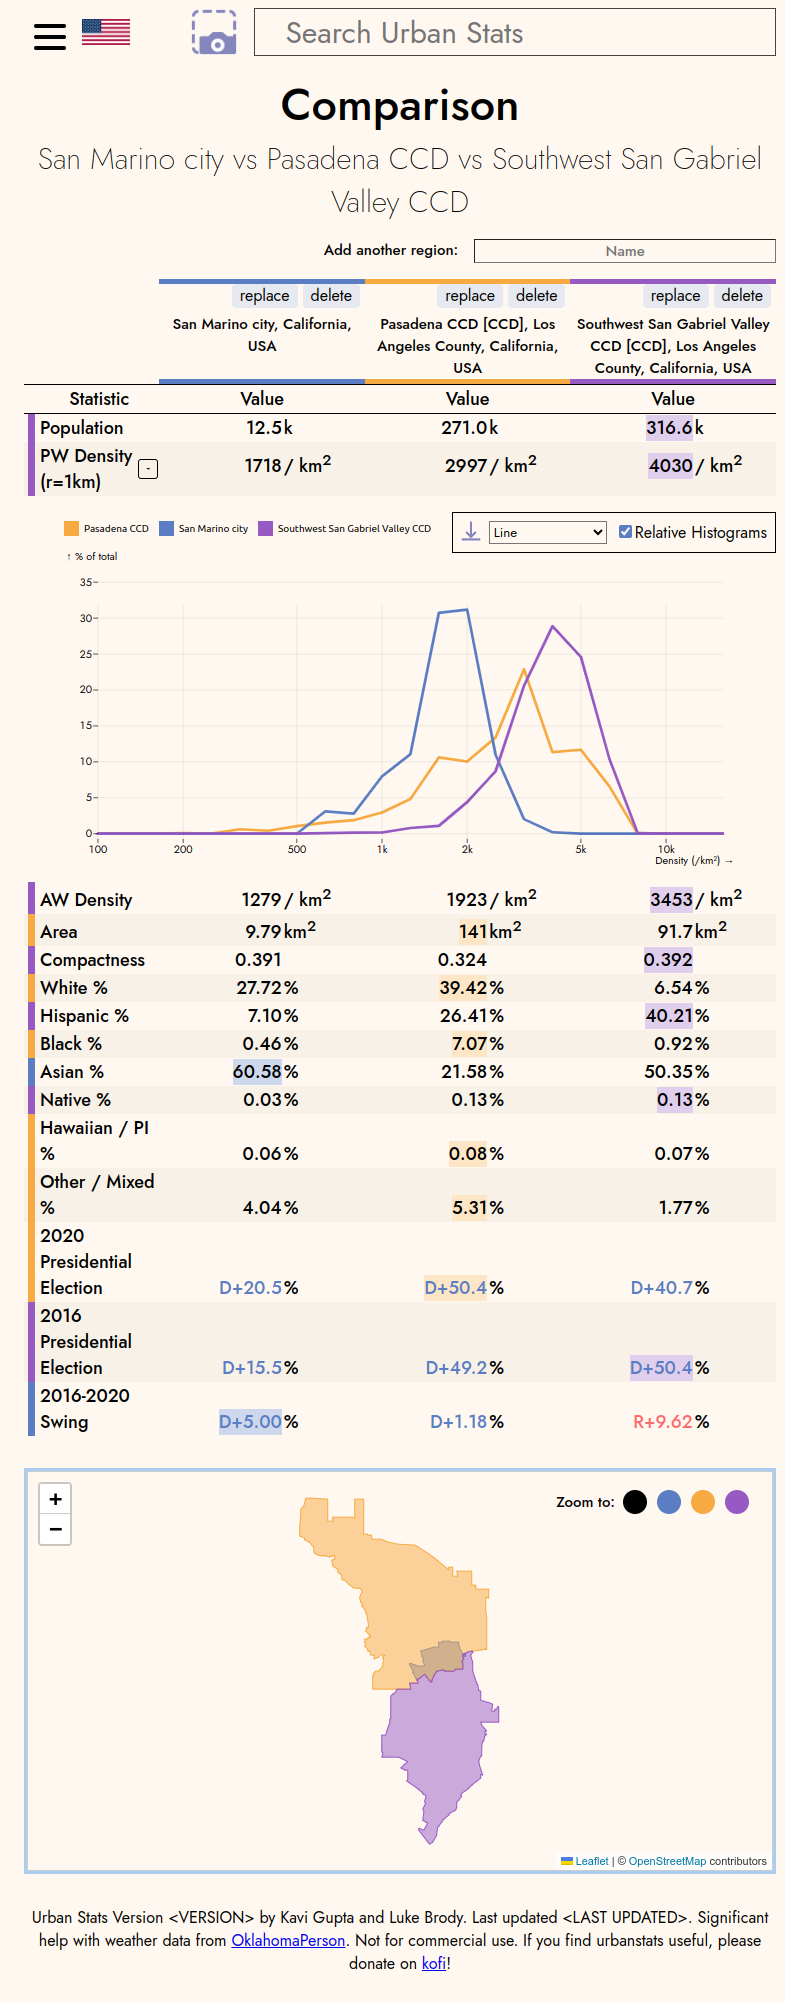 Search Urban Stats
Comparison
San Marino city vs Pasadena CCD vs Southwest San Gabriel
Valley CCD
Add another region:
Name
replace delete replace delete replace delete
San Marino city, California,
USA
Pasadena CCD [CCD], Los
Angeles County, California,
USA
Southwest San Gabriel Valley
CCD [CCD], Los Angeles
County, California, USA
Statistic Value Value Value
Population 12.5k 271.0k 316.6k
PW Density
(r=1km) - 1718/ km² 2997/ km² 4030/ km²
Pasadena CCD San Marino city Southwest San Gabriel Valley CCD
Line
Relative Histograms
↑ % of total
35
30
25
20
15
10
5
0
100 200 500 1k 2k 5k 10k
Density (/km²) →
AW Density 1279/ km² 1923/ km² 3453/ km²
Area 9.79km² 141km² 91.7km²
Compactness 0.391 0.324 0.392
White % 27.72% 39.42% 6.54%
Hispanic % 7.10% 26.41% 40.21%
Black % 0.46% 7.07% 0.92%
Asian % 60.58% 21.58% 50.35%
Native % 0.03% 0.13% 0.13%
Hawaiian / PI
% 0.06% 0.08% 0.07%
Other / Mixed
% 4.04% 5.31% 1.77%
2020
Presidential
Election D+20.5% D+50.4% D+40.7%
2016
Presidential
Election D+15.5% D+49.2% D+50.4%
2016-2020
Swing D+5.00% D+1.18% R+9.62%
+
−
Zoom to:
Leaflet | © OpenStreetMap contributors
Urban Stats Version <VERSION> by Kavi Gupta and Luke Brody. Last updated <LAST UPDATED>. Significant
help with weather data from OklahomaPerson. Not for commercial use. If you find urbanstats useful, please
donate on kofi!